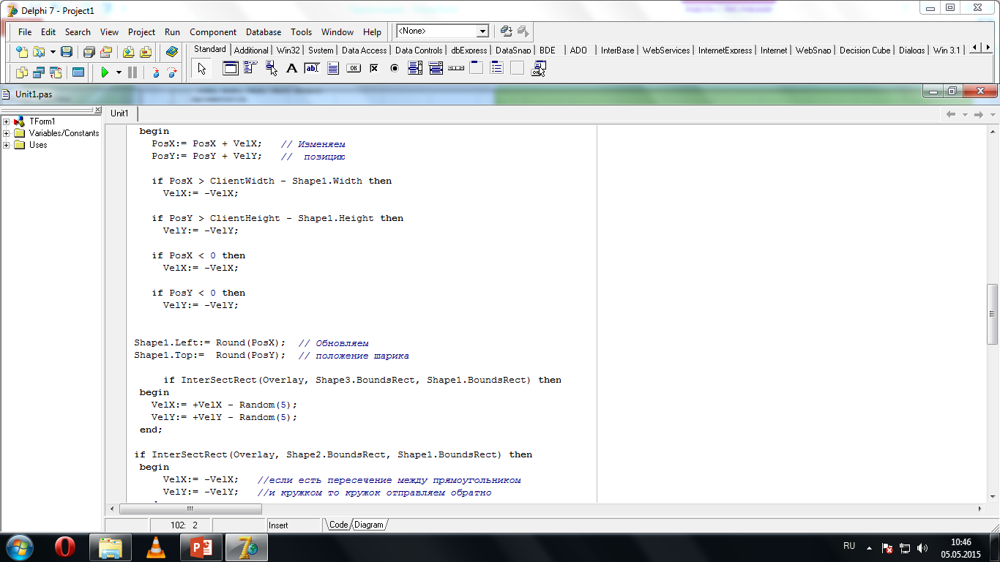 Delphi 7 - Project1
File Edit Search View Project Run Component Database Tools Window Help <None>
Standard Additional Win32 System Data Access Data Controls dbExpress DataSnap BDE ADO InterBase WebServices InternetExpress Internet WebSnap Decision Cube Dialogs Win 3.1
Unit1.pas
TForm1
Variables/Constants
Uses
Unit1
begin
PosX:= PosX + VelX; // Изменяем
PosY:= PosY + VelY; // позицию
if PosX > ClientWidth - Shape1.Width then
VelX:= -VelX;
if PosY > ClientHeight - Shape1.Height then
VelY:= -VelY;
if PosX < 0 then
VelX:= -VelX;
if PosY < 0 then
VelY:= -VelY;
Shape1.Left:= Round(PosX); // Обновляем
Shape1.Top:= Round(PosY); // положение шарика
if InterSectRect(Overlay, Shape3.BoundsRect, Shape1.BoundsRect) then
begin
VelX:= +VelX - Random(5);
VelY:= +VelY - Random(5);
end;
if InterSectRect(Overlay, Shape2.BoundsRect, Shape1.BoundsRect) then
begin
VelX:= -VelX; //если есть пересечение между прямоугольником
VelY:= -VelY; //и кружком то кружок отправляем обратно
102: 2 Insert Code Diagram
RU 10:46
05.05.2015